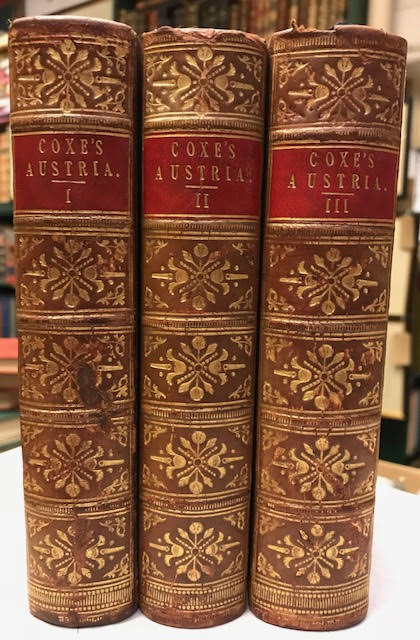 COXE'S
AUSTRIA.
I
COXE'S
AUSTRIA.
II
COXE'S
AUSTRIA.
III